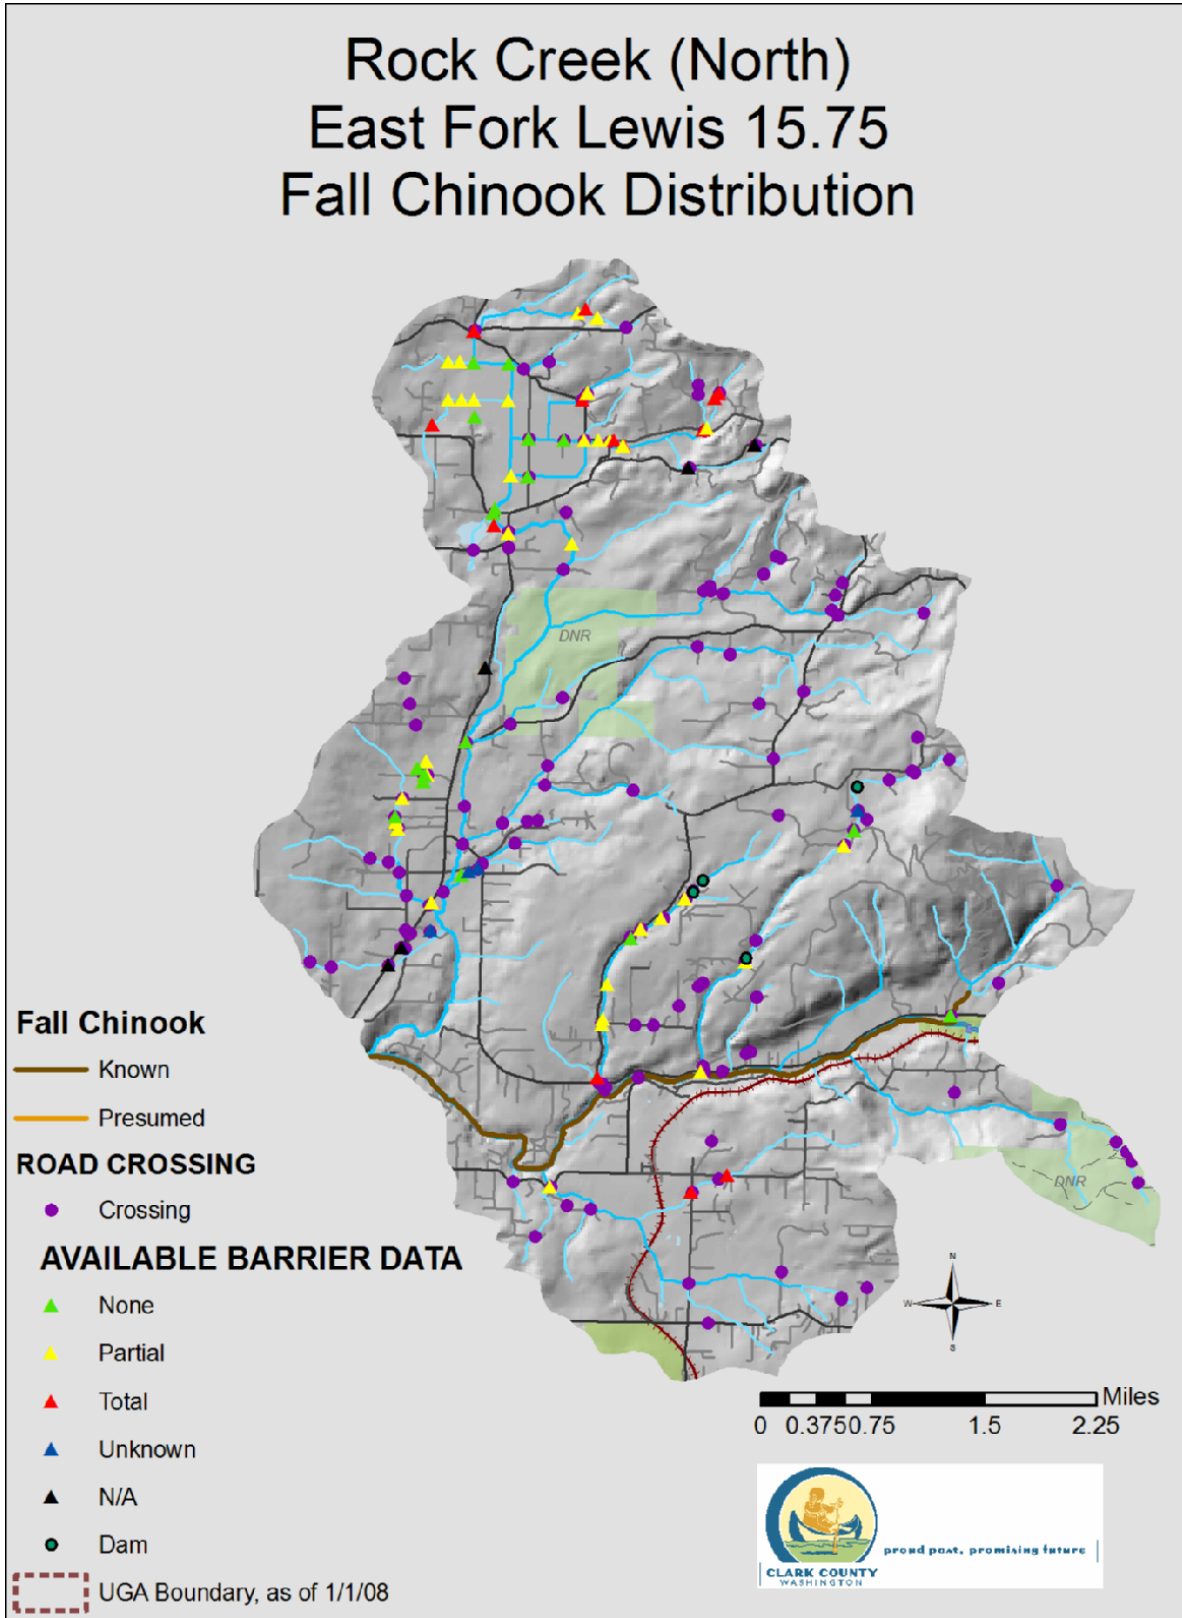 Rock Creek (North)
East Fork Lewis 15.75
Fall Chinook Distribution
DNR
Fall Chinook
Known
Presumed
ROAD CROSSING
Crossing
AVAILABLE BARRIER DATA
None
Partial
Total
Unknown
N/A
Dam
UGA Boundary, as of 1/1/08
DNR
N
W
E
S
Miles
0 0.375 0.75 1.5 2.25
proud past, promising future
CLARK COUNTY
WASHINGTON